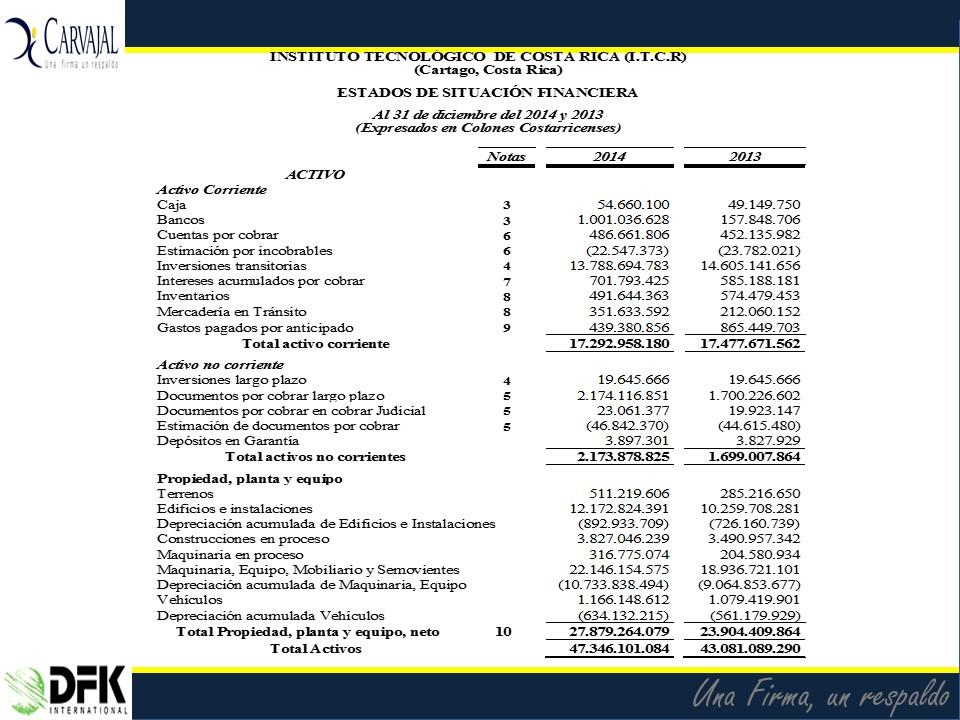 CARVAJAL
Una firma un respaldo
INSTITUTO TECNOLÓGICO DE COSTA RICA (I.T.C.R)
(Cartago, Costa Rica)
ESTADOS DE SITUACIÓN FINANCIERA
Al 31 de diciembre del 2014 y 2013
(Expresados en Colones Costarricenses)
Notas 2014 2013
ACTIVO
Activo Corriente
Caja 3 54.660.100 49.149.750
Bancos 3 1.001.036.628 157.848.706
Cuentas por cobrar 6 486.661.806 452.135.982
Estimación por incobrables 6 (22.547.373) (23.782.021)
Inversiones transitorias 4 13.788.694.783 14.605.141.656
Intereses acumulados por cobrar 7 701.793.425 585.188.181
Inventarios 8 491.644.363 574.479.453
Mercadería en Tránsito 8 351.633.592 212.060.152
Gastos pagados por anticipado 9 439.380.856 865.449.703
Total activo corriente 17.292.958.180 17.477.671.562
Activo no corriente
Inversiones largo plazo 4 19.645.666 19.645.666
Documentos por cobrar largo plazo 5 2.174.116.851 1.700.226.602
Documentos por cobrar en cobrar Judicial 5 23.061.377 19.923.147
Estimación de documentos por cobrar 5 (46.842.370) (44.615.480)
Depósitos en Garantía 3.897.301 3.827.929
Total activos no corrientes 2.173.878.825 1.699.007.864
Propiedad, planta y equipo
Terrenos 511.219.606 285.216.650
Edificios e instalaciones 12.172.824.391 10.259.708.281
Depreciación acumulada de Edificios e Instalaciones (892.933.709) (726.160.739)
Construcciones en proceso 3.827.046.239 3.490.957.342
Maquinaria en proceso 316.775.074 204.580.934
Maquinaria, Equipo, Mobiliario y Semovientes 22.146.154.575 18.936.721.101
Depreciación acumulada de Maquinaria, Equipo (10.733.838.494) (9.064.853.677)
Vehículos 1.166.148.612 1.079.419.901
Depreciación acumulada Vehículos (634.132.215) (561.179.929)
Total Propiedad, planta y equipo, neto 10 27.879.264.079 23.904.409.864
Total Activos 47.346.101.084 43.081.089.290
DFK
INTERNATIONAL
Una Firma, un respaldo